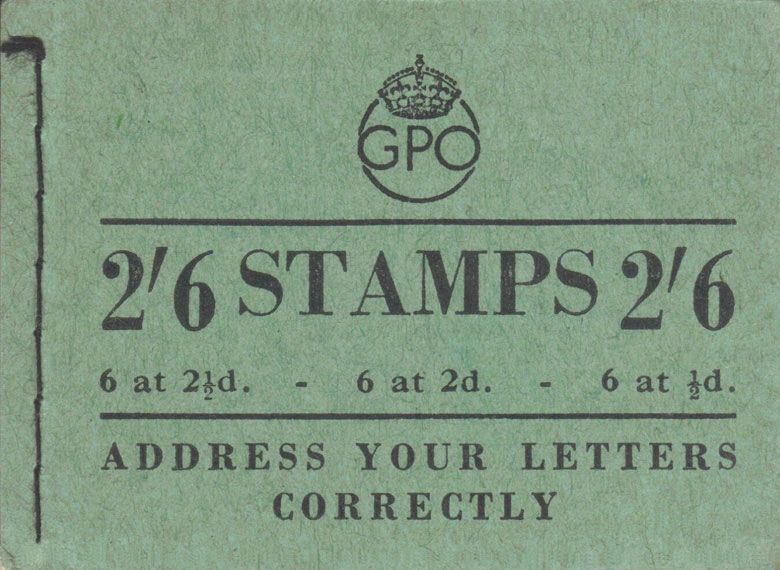 GPO
2'6 STAMPS 2'6
6 at 2½d. - 6 at 2d. - 6 at ½d.
ADDRESS YOUR LETTERS
CORRECTLY